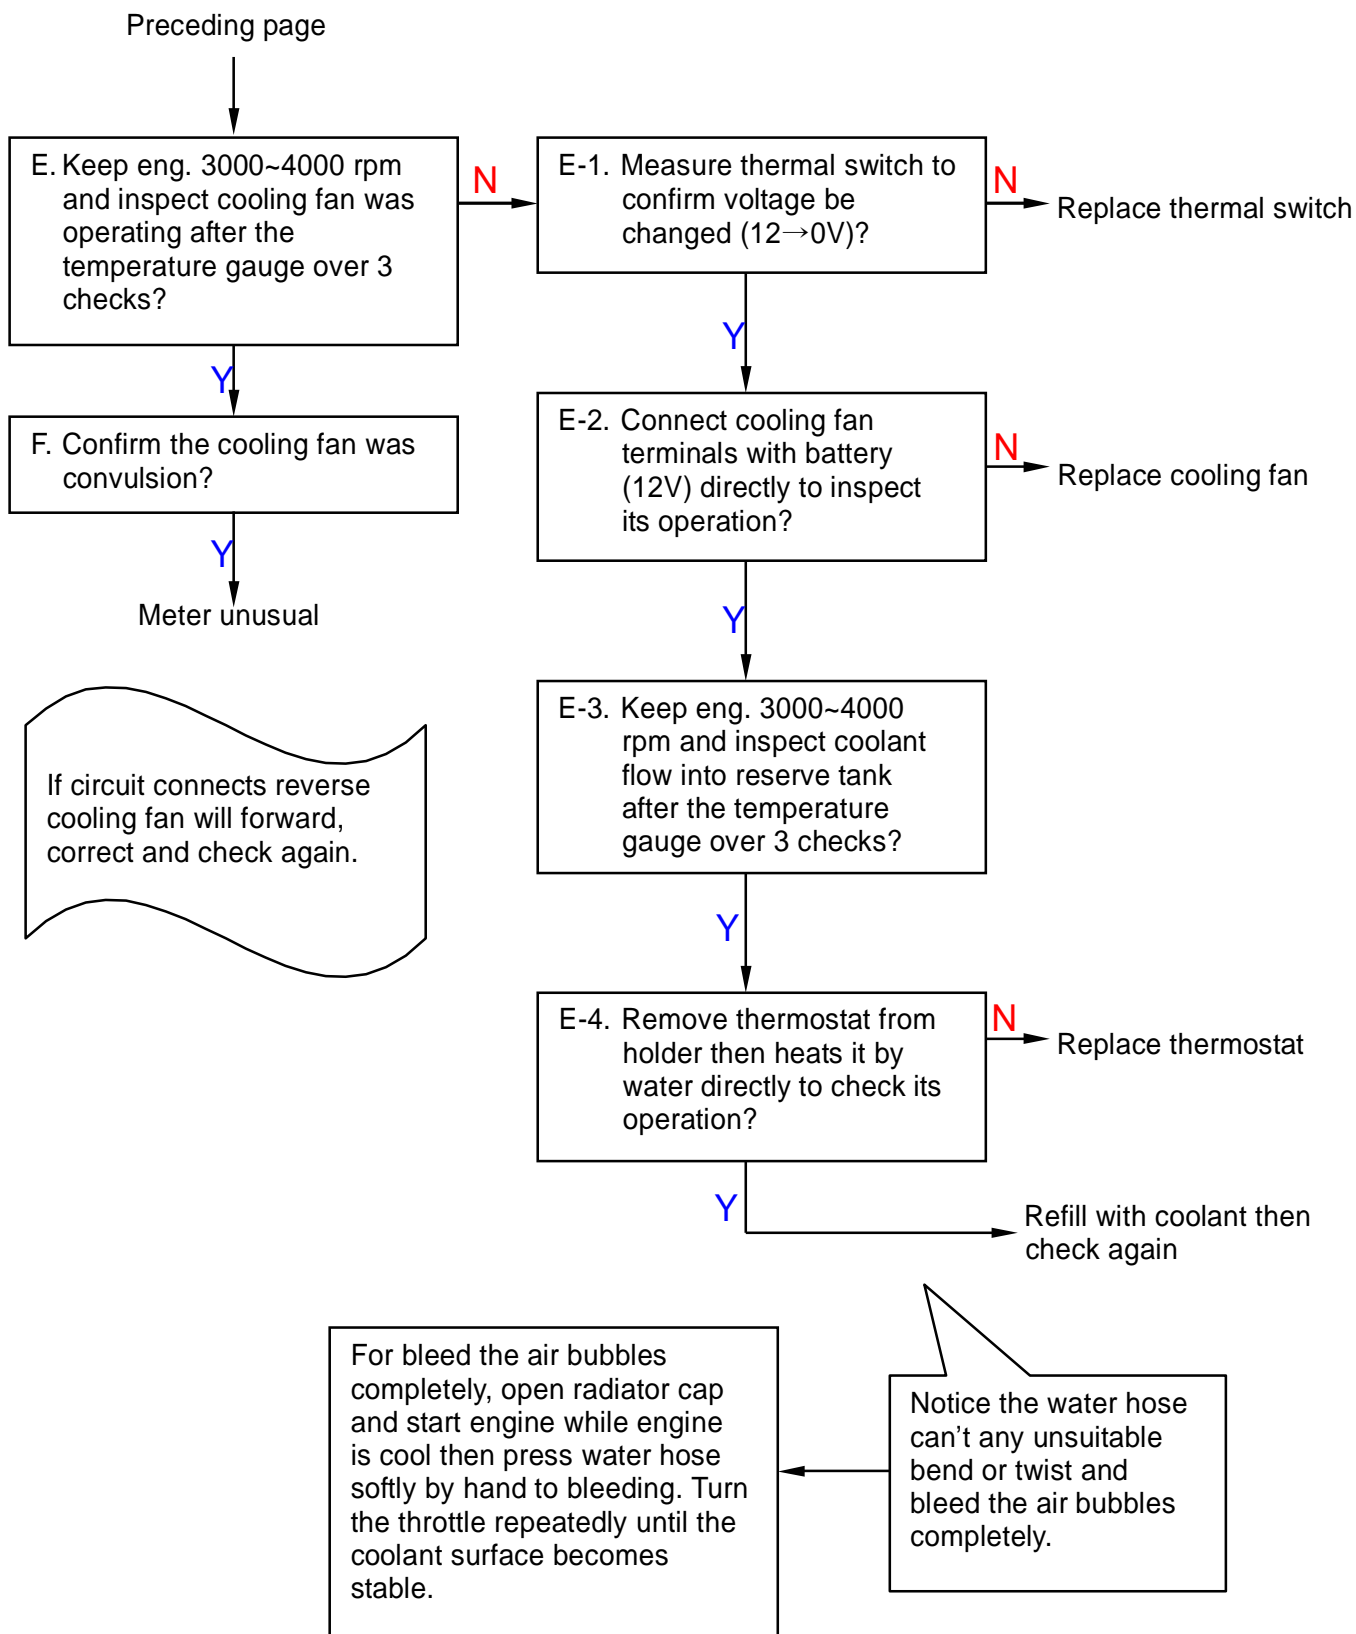 Preceding page
E. Keep eng. 3000~4000 rpm
and inspect cooling fan was
operating after the
temperature gauge over 3
checks?
N
E-1. Measure thermal switch to
confirm voltage be
changed (12→0V)?
N
Replace thermal switch
Y
Y
F. Confirm the cooling fan was
convulsion?
E-2. Connect cooling fan
terminals with battery
(12V) directly to inspect
its operation?
N
Replace cooling fan
Y
Meter unusual
Y
If circuit connects reverse
cooling fan will forward,
correct and check again.
E-3. Keep eng. 3000~4000
rpm and inspect coolant
flow into reserve tank
after the temperature
gauge over 3 checks?
Y
E-4. Remove thermostat from
holder then heats it by
water directly to check its
operation?
N
Replace thermostat
Y
Refill with coolant then
check again
For bleed the air bubbles
completely, open radiator cap
and start engine while engine
is cool then press water hose
softly by hand to bleeding. Turn
the throttle repeatedly until the
coolant surface becomes
stable.
Notice the water hose
can't any unsuitable
bend or twist and
bleed the air bubbles
completely.